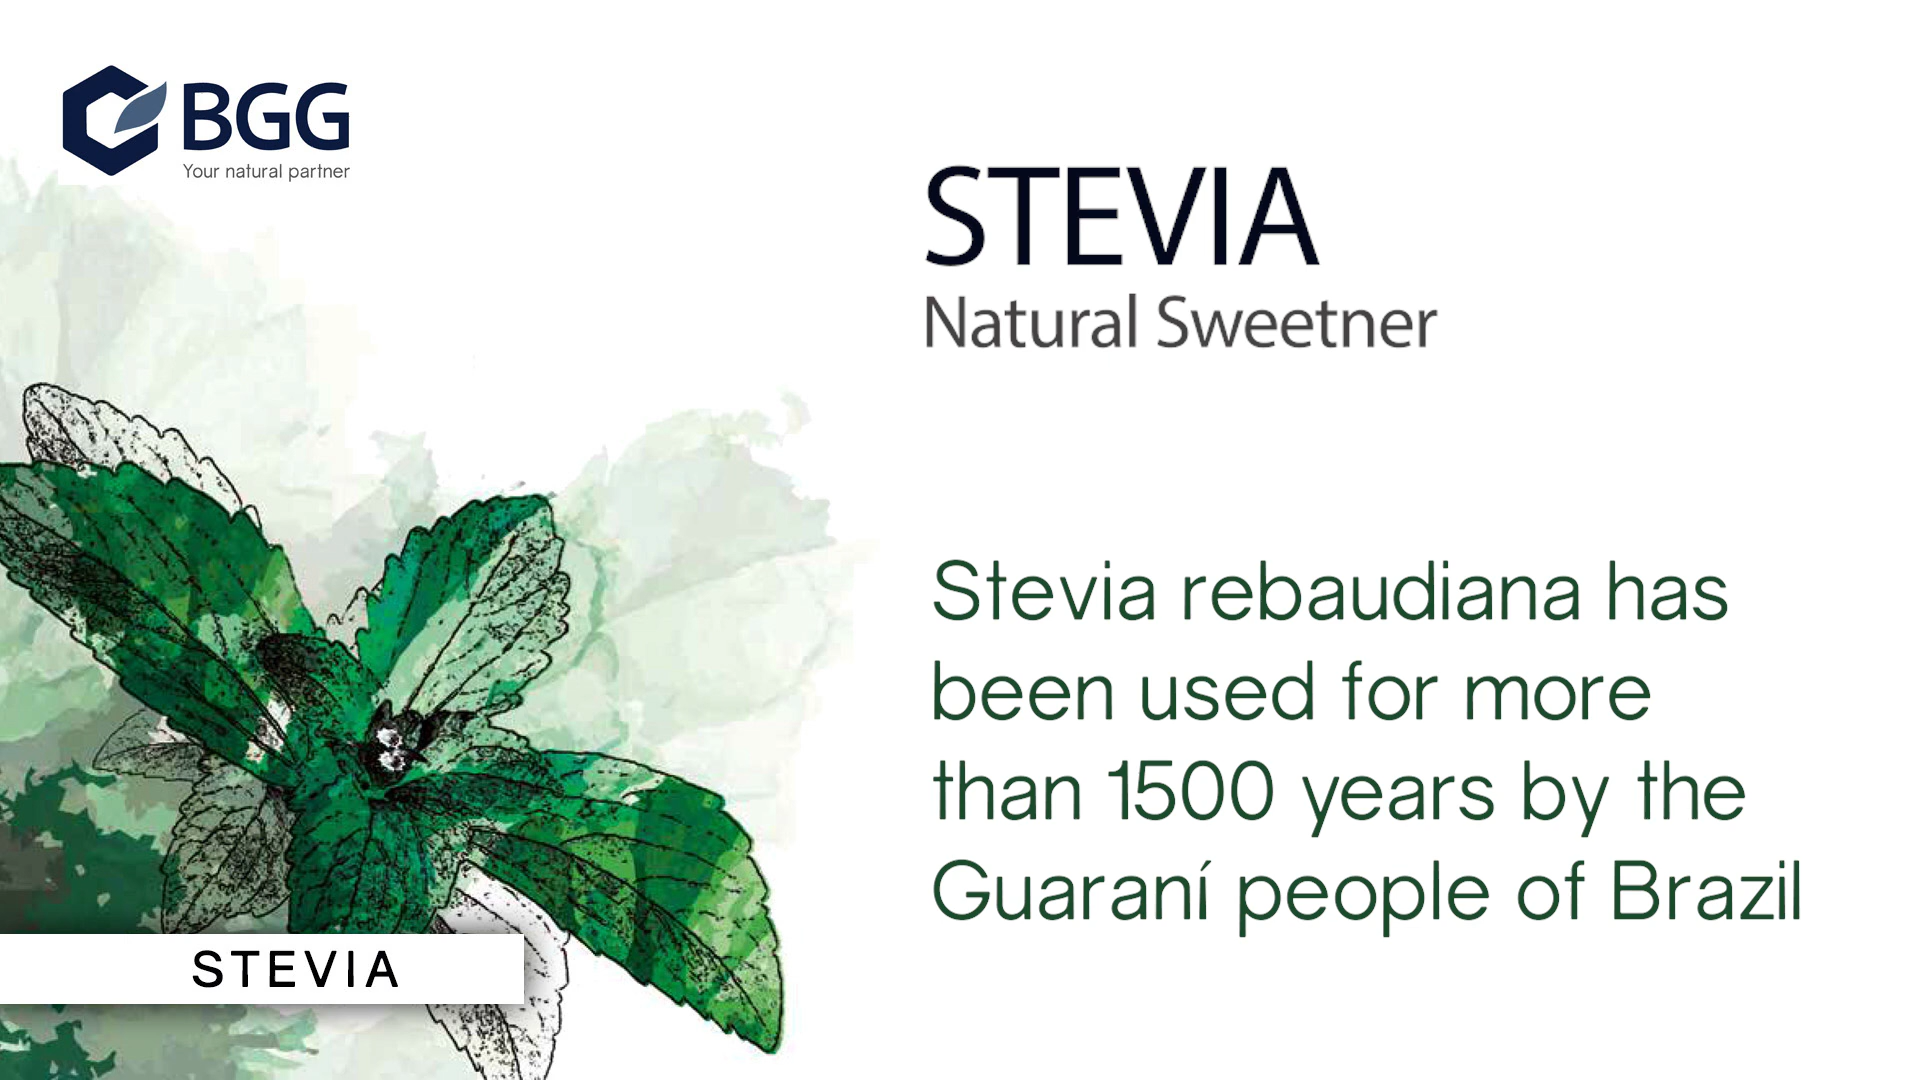 BGG
Your natural partner
STEVIA
Natural Sweetner
Stevia rebaudiana has
been used for more
than 1500 years by the
Guaraní people of Brazil
STEVIA